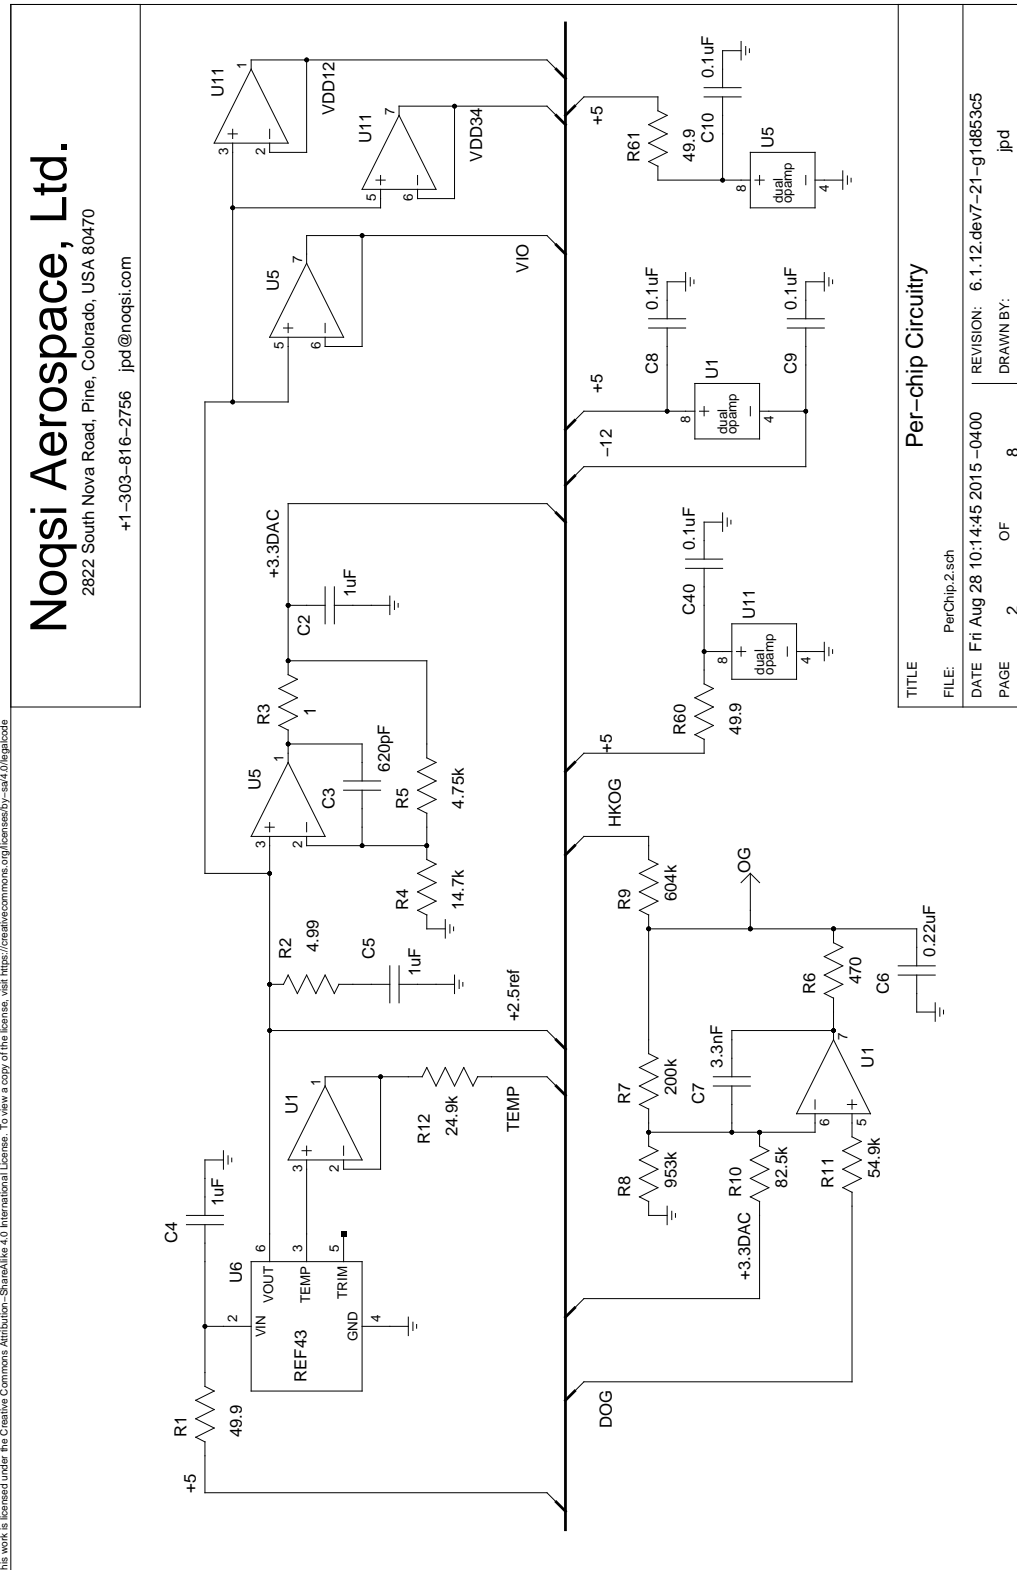 Noqsi Aerospace, Ltd.
2822 South Nova Road, Pine, Colorado, USA 80470
+1−303−816−2756 jpd@noqsi.com
his work is licensed under the Creative Commons Attribution−ShareAlike 4.0 International License. To view a copy of the license, visit https://creativecommons.org/licenses/by−sa/4.0/legalcode
+5
R1
49.9
C4
1uF
U6
2
VIN
VOUT
6
TEMP
3
TRIM
5
GND
4
REF43
U1
3
2
1
+
−
R12
24.9k
TEMP
+2.5ref
R2
4.99
C5
1uF
U5
3
2
1
+
−
C3
620pF
R3
1
R4
14.7k
R5
4.75k
C2
1uF
+3.3DAC
U5
5
6
7
+
−
VIO
U11
5
6
7
+
−
VDD34
U11
3
2
1
+
−
VDD12
DOG
+3.3DAC
R8
953k
R10
82.5k
R11
54.9k
R7
200k
C7
3.3nF
U1
6
5
7
−
+
R6
470
C6
0.22uF
OG
R9
604k
HKOG
+5
R60
49.9
C40
0.1uF
U11
8
4
+
−
dual
opamp
−12
+5
C8
0.1uF
U1
8
4
+
−
dual
opamp
C9
0.1uF
+5
R61
49.9
C10
0.1uF
U5
8
4
+
−
dual
opamp
TITLE
Per−chip Circuitry
FILE: PerChip.2.sch
REVISION: 6.1.12.dev7−21−g1d853c5
DATE Fri Aug 28 10:14:45 2015 −0400
PAGE 2 OF 8
DRAWN BY: jpd